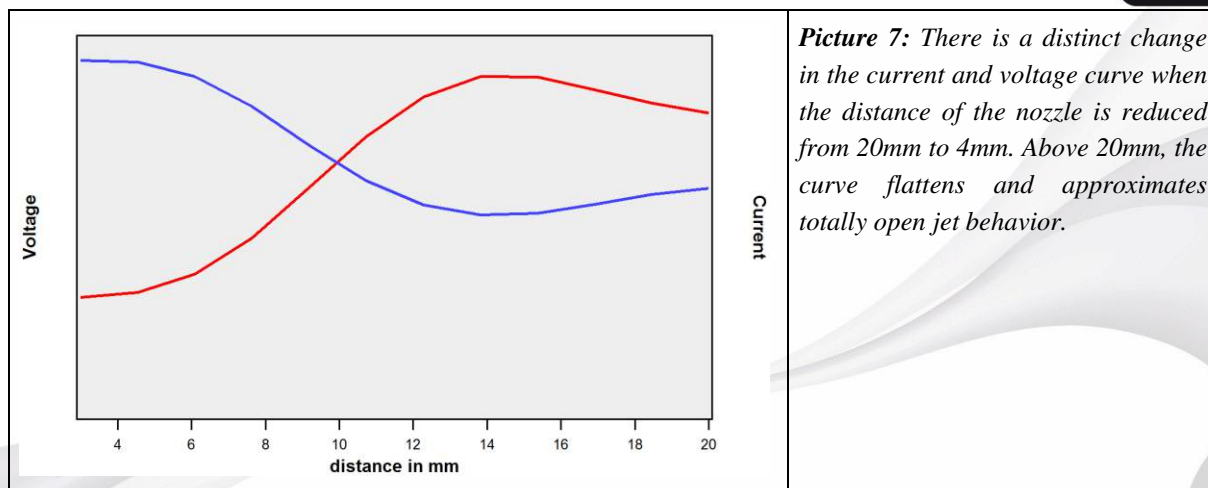 Voltage
Current
4 6 8 10 12 14 16 18 20
distance in mm
Picture 7: There is a distinct change
in the current and voltage curve when
the distance of the nozzle is reduced
from 20mm to 4mm. Above 20mm, the
curve flattens and approximates
totally open jet behavior.